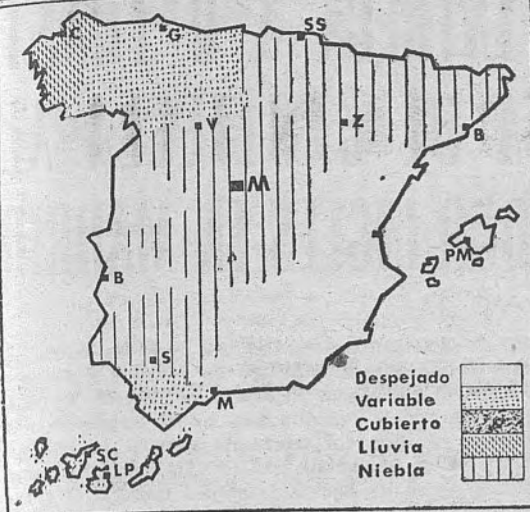 C
G
SS
V
Z
B
M
PM
B
S
M
SC
LP
Despejado
Variable
Cubierto
Lluvia
Niebla